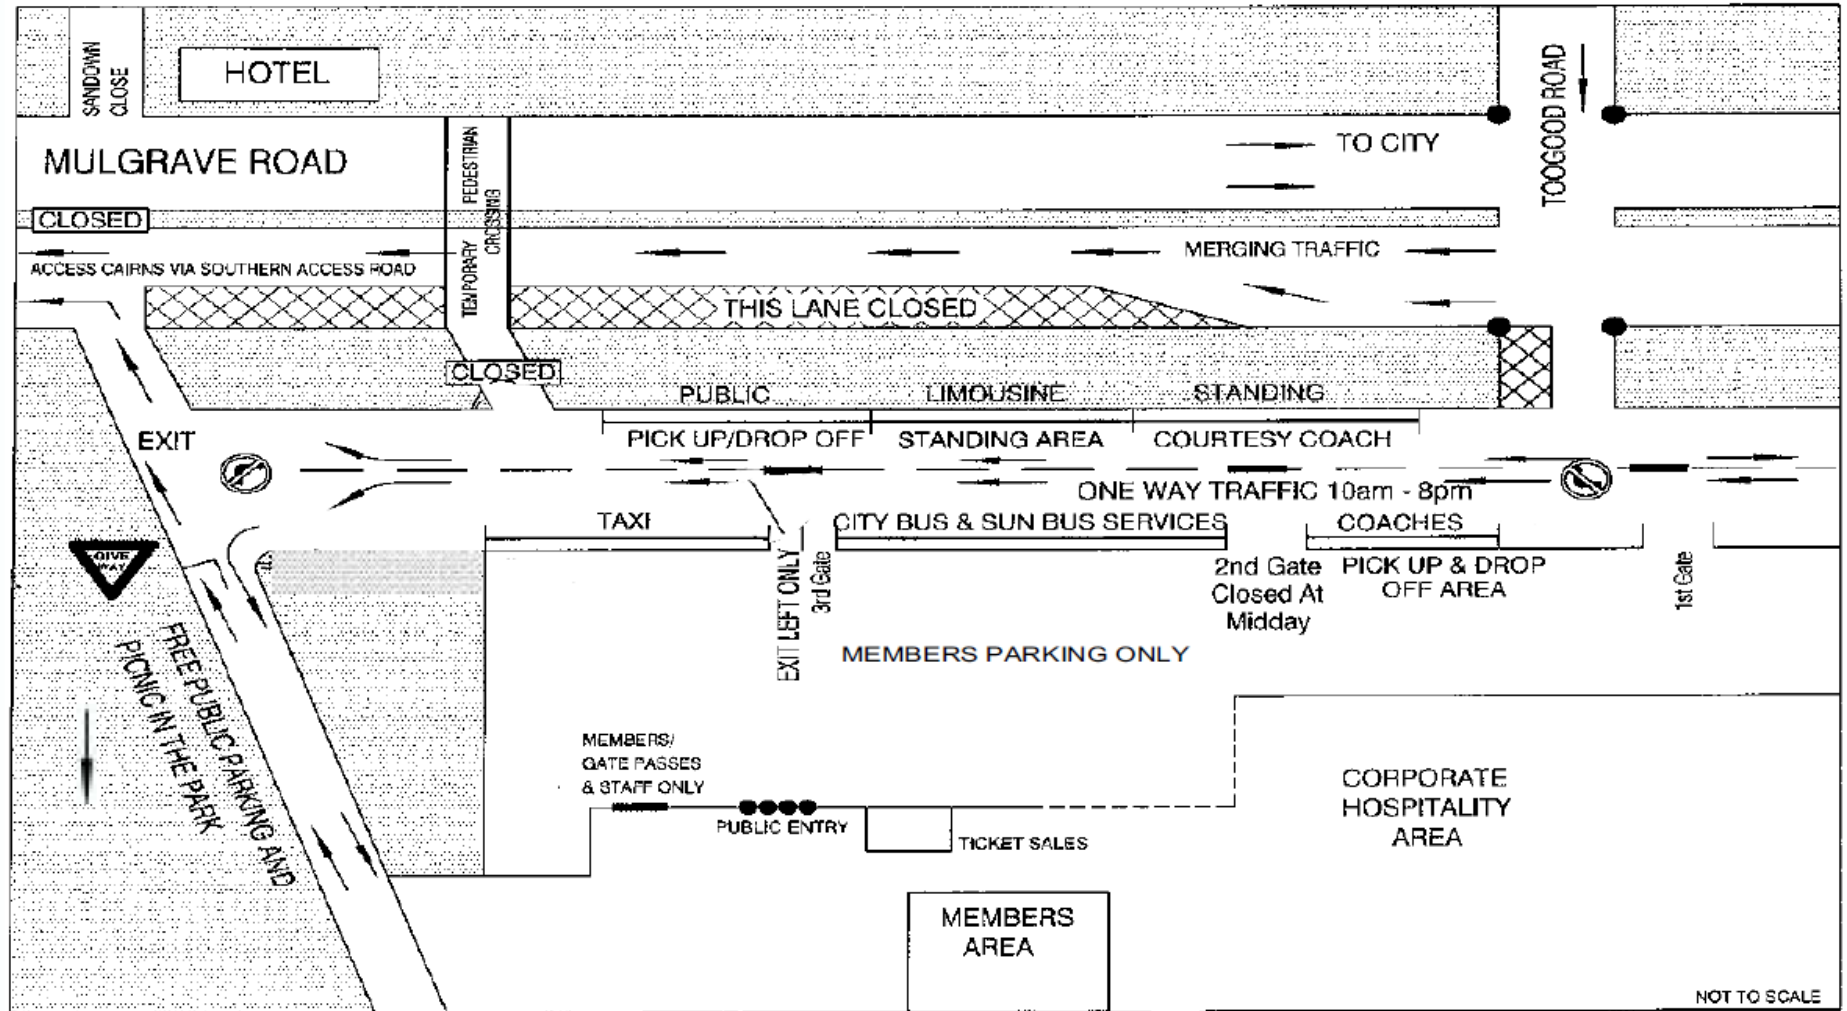 SANDOWN
CLOSE
HOTEL
TOOGOOD ROAD
MULGRAVE ROAD
TEMPORARY PEDESTRIAN
CROSSING
TO CITY
CLOSED
MERGING TRAFFIC
ACCESS CAIRNS VIA SOUTHERN ACCESS ROAD
THIS LANE CLOSED
CLOSED
PUBLIC
LIMOUSINE
STANDING
EXIT
PICK UP/DROP OFF
STANDING AREA
COURTESY COACH
ONE WAY TRAFFIC 10am - 8pm
TAXI
CITY BUS & SUN BUS SERVICES
COACHES
GIVE
WAY
EXIT LEFT ONLY
3rd Gate
2nd Gate
Closed At
Midday
PICK UP & DROP
OFF AREA
1st Gate
MEMBERS PARKING ONLY
FREE PUBLIC PARKING AND
PICNIC IN THE PARK
MEMBERS/
GATE PASSES
& STAFF ONLY
PUBLIC ENTRY
TICKET SALES
CORPORATE
HOSPITALITY
AREA
MEMBERS
AREA
NOT TO SCALE